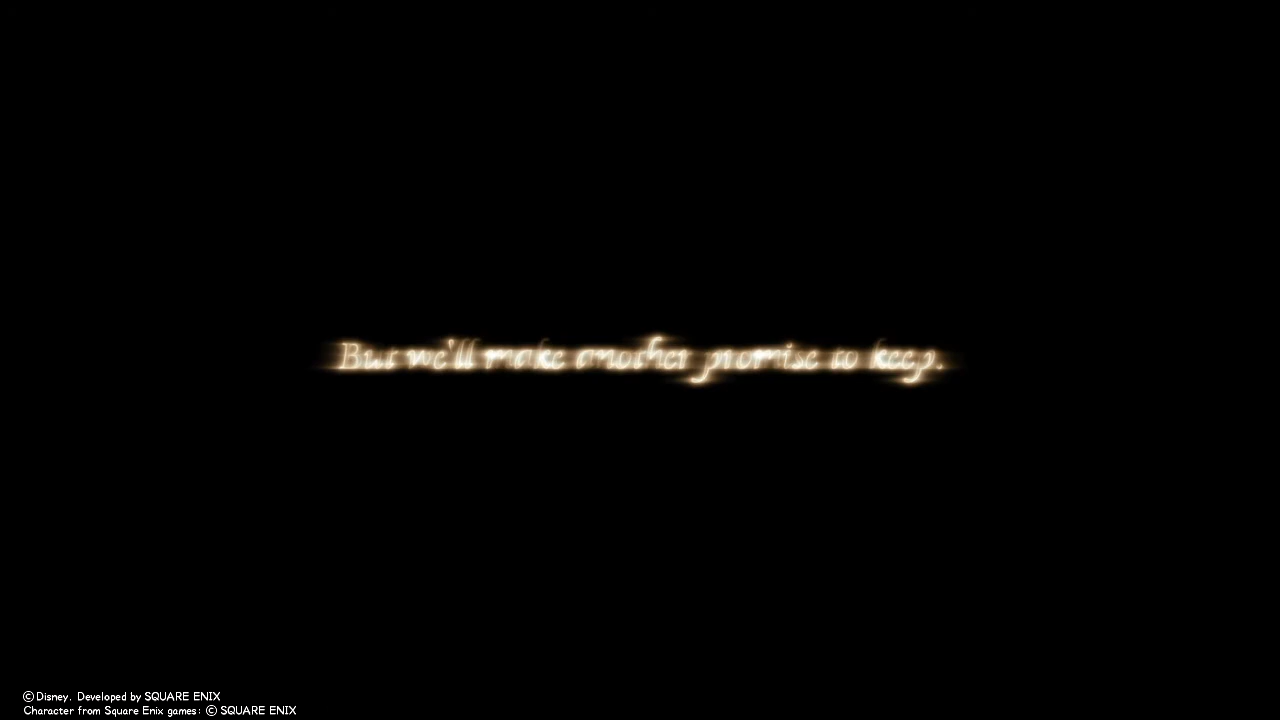 But we'll make another promise to keep.
©Disney. Developed by SQUARE ENIX
Character from Square Enix games: © SQUARE ENIX